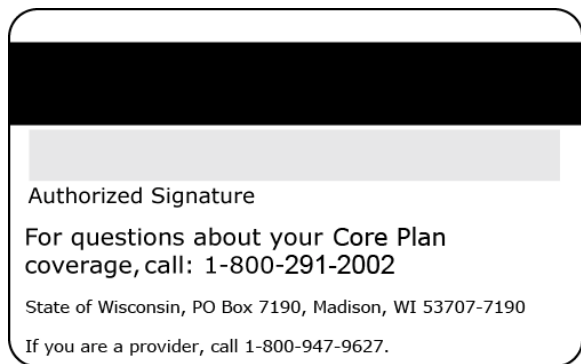 Authorized Signature
For questions about your Core Plan
coverage, call: 1-800-291-2002
State of Wisconsin, PO Box 7190, Madison, WI 53707-7190
If you are a provider, call 1-800-947-9627.